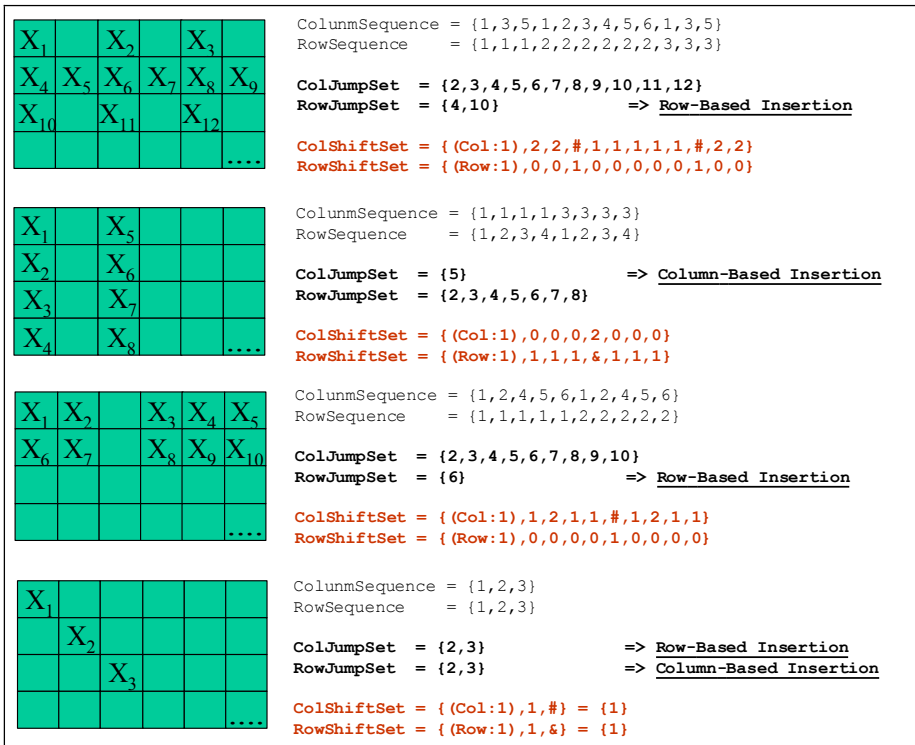 X1 X2 X3
X4 X5 X6 X7 X8 X9
X10 X11 X12
....
ColunmSequence = {1,3,5,1,2,3,4,5,6,1,3,5}
RowSequence = {1,1,1,2,2,2,2,2,2,3,3,3}
ColJumpSet = {2,3,4,5,6,7,8,9,10,11,12}
RowJumpSet = {4,10} => Row-Based Insertion
ColShiftSet = {(Col:1),2,2,#,1,1,1,1,1,#,2,2}
RowShiftSet = {(Row:1),0,0,1,0,0,0,0,0,1,0,0}
X1 X5
X2 X6
X3 X7
X4 X8 ....
ColunmSequence = {1,1,1,1,3,3,3,3}
RowSequence = {1,2,3,4,1,2,3,4}
ColJumpSet = {5} => Column-Based Insertion
RowJumpSet = {2,3,4,5,6,7,8}
ColShiftSet = {(Col:1),0,0,0,2,0,0,0}
RowShiftSet = {(Row:1),1,1,1,&,1,1,1}
X1 X2 X3 X4 X5
X6 X7 X8 X9 X10
....
ColunmSequence = {1,2,4,5,6,1,2,4,5,6}
RowSequence = {1,1,1,1,1,2,2,2,2,2}
ColJumpSet = {2,3,4,5,6,7,8,9,10}
RowJumpSet = {6} => Row-Based Insertion
ColShiftSet = {(Col:1),1,2,1,1,#,1,2,1,1}
RowShiftSet = {(Row:1),0,0,0,0,1,0,0,0,0}
X1
X2
X3
....
ColunmSequence = {1,2,3}
RowSequence = {1,2,3}
ColJumpSet = {2,3} => Row-Based Insertion
RowJumpSet = {2,3} => Column-Based Insertion
ColShiftSet = {(Col:1),1,#} = {1}
RowShiftSet = {(Row:1),1,&} = {1}